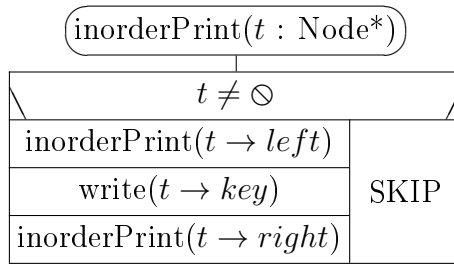 inorderPrint(t : Node*)
t ≠ ⦸
inorderPrint(t → left)
write(t → key)
SKIP
inorderPrint(t → right)